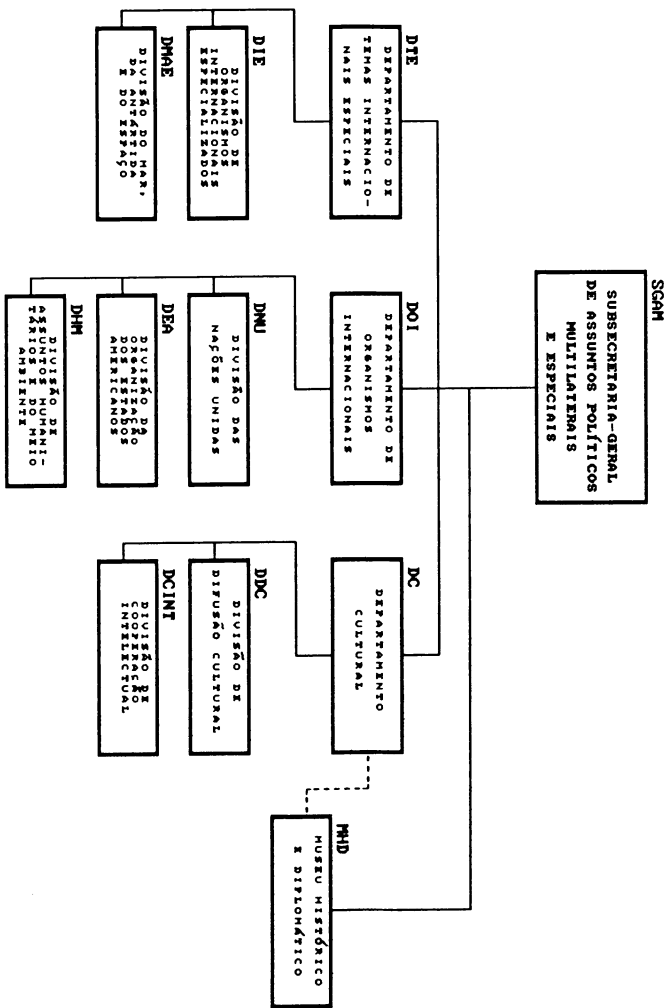 SGAM
SUBSECRETARIA-GERAL
DE ASSUNTOS POLÍTICOS
MULTILATERAIS
E ESPECIAIS
DTE
DEPARTAMENTO DE
TEMAS INTERNACIO-
NAIS ESPECIAIS
DIE
DIVISÃO DE
ORGANISMOS
INTERNACIONAIS
ESPECIALIZADOS
DMAE
DIVISÃO DO MAR,
DA ANTÁRTIDA
E DO ESPAÇO
DOI
DEPARTAMENTO DE
ORGANISMOS
INTERNACIONAIS
DNU
DIVISÃO DAS
NAÇÕES UNIDAS
DEA
DIVISÃO DA
ORGANIZAÇÃO
DOS ESTADOS
AMERICANOS
DHM
DIVISÃO DE
ASSUNTOS HUMANI-
TÁRIOS E DO MEIO
AMBIENTE
DC
DEPARTAMENTO
CULTURAL
DDC
DIVISÃO DE
DIFUSÃO CULTURAL
DCINT
DIVISÃO DE
COOPERAÇÃO
INTELECTUAL
MHD
MUSEU HISTÓRICO
E DIPLOMÁTICO